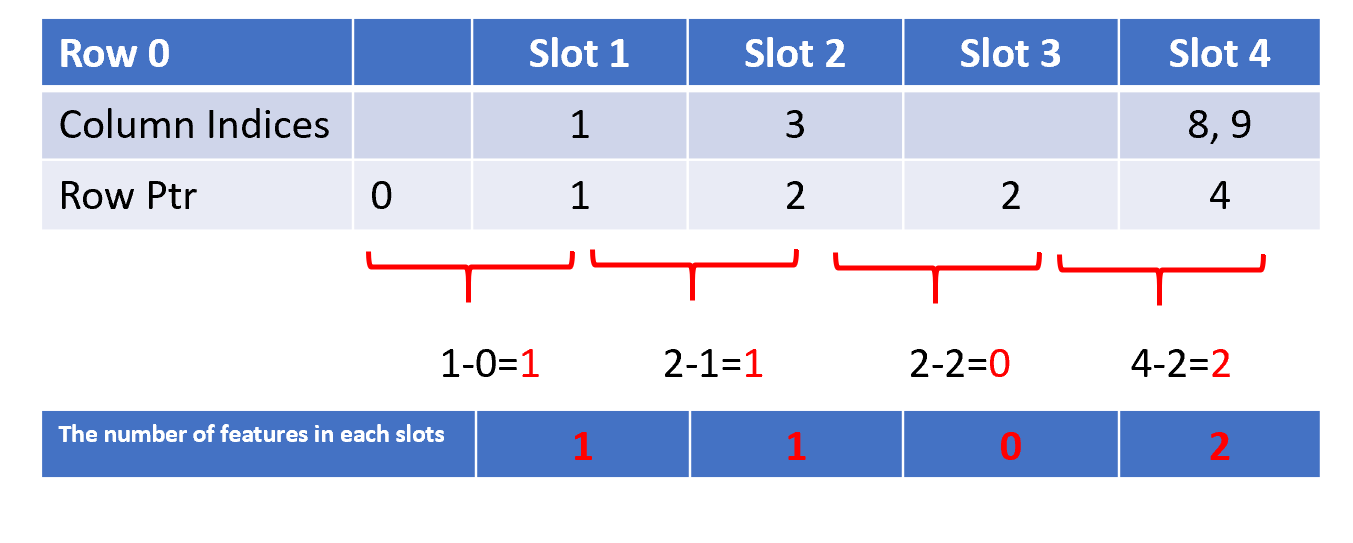 Row 0 Slot 1 Slot 2 Slot 3 Slot 4
Column Indices 1 3 8, 9
Row Ptr 0 1 2 2 4
1-0=1 2-1=1 2-2=0 4-2=2
The number of features in each slots 1 1 0 2